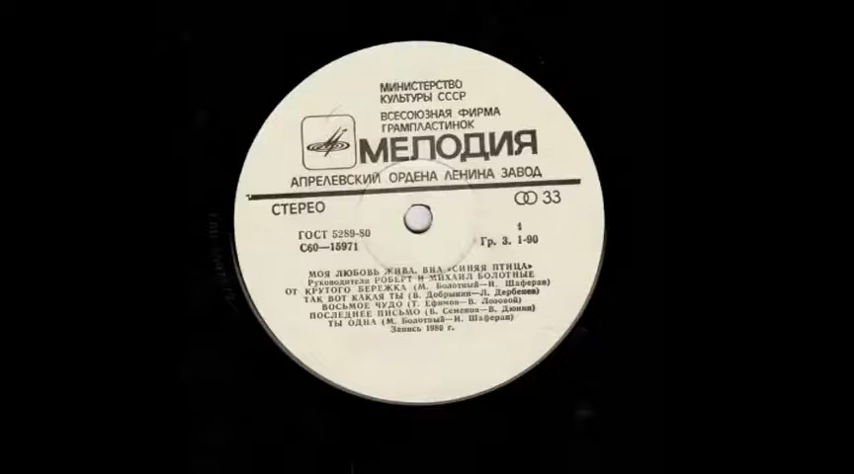 МИНИСТЕРСТВО
КУЛЬТУРЫ СССР
ВСЕСОЮЗНАЯ ФИРМА
ГРАМПЛАСТИНОК
МЕЛОДИЯ
АПРЕЛЕВСКИЙ ОРДЕНА ЛЕНИНА ЗАВОД
СТЕРЕО 33
ГОСТ 5289-80 1
С60—15971 Гр. 3. 1-90
МОЯ ЛЮБОВЬ ЖИВА. ВИА «СИНЯЯ ПТИЦА»
Руководители РОБЕРТ И МИХАИЛ БОЛОТНЫЕ
ОТ КРУТОГО БЕРЕЖКА (М. Болотный—И. Шаферан)
ТАК ВОТ КАКАЯ ТЫ (В. Добрынин—Л. Дербенев)
ВОСЬМОЕ ЧУДО (Т. Ефимов—В. Лозовой)
ПОСЛЕДНЕЕ ПИСЬМО (Б. Семенов—В. Дюнин)
ТЫ ОДНА (М. Болотный—И. Шаферан)
Запись 1980 г.